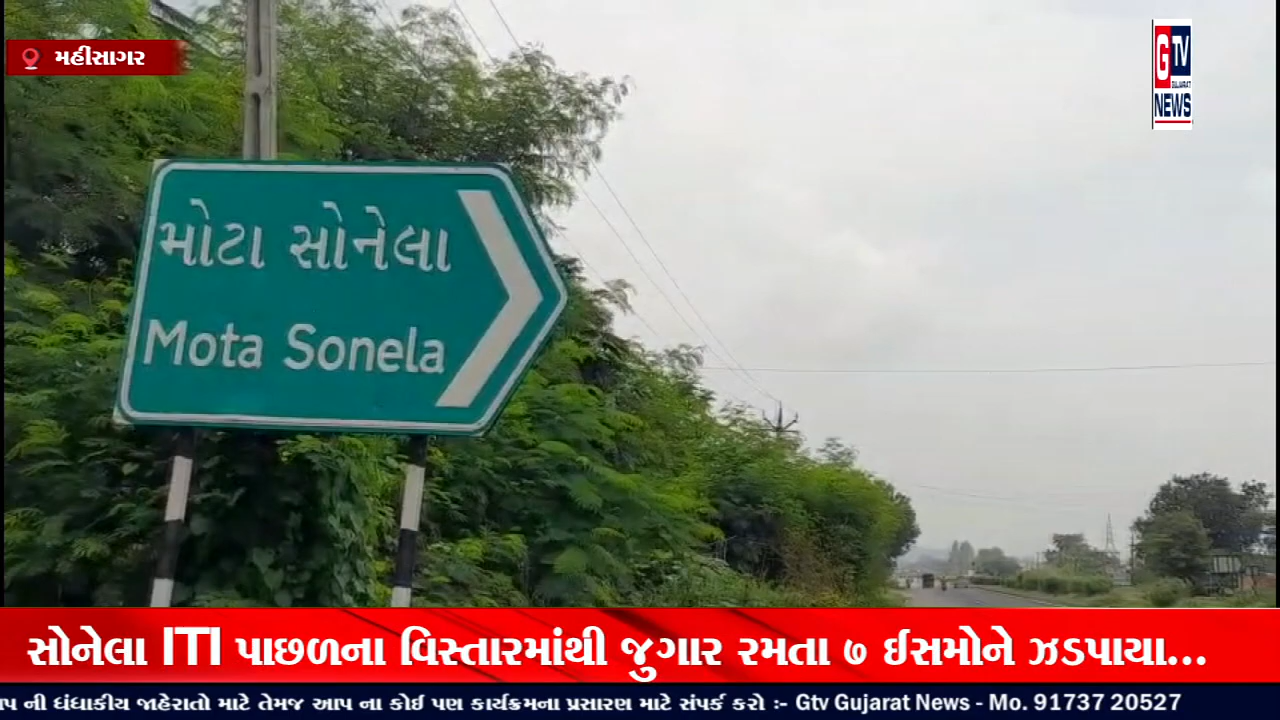 મહીસાગર
GTV
GUJARAT
NEWS
મોટા સોનેલા
Mota Sonela
સોનેલા ITI પાછળના વિસ્તારમાંથી જુગાર રમતા ૭ ઈસમોને ઝડપાયા...
ની ધંધાકીય જાહેરાતો માટે તેમજ આપ ના કોઈ પણ કાર્યક્રમના પ્રસારણ માટે સંપર્ક કરો :- Gtv Gujarat News - Mo. 91737 20527